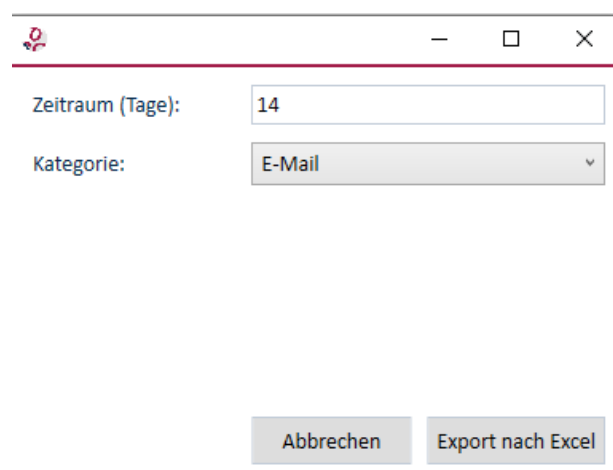 Zeitraum (Tage): 14
Kategorie: E-Mail
Abbrechen Export nach Excel